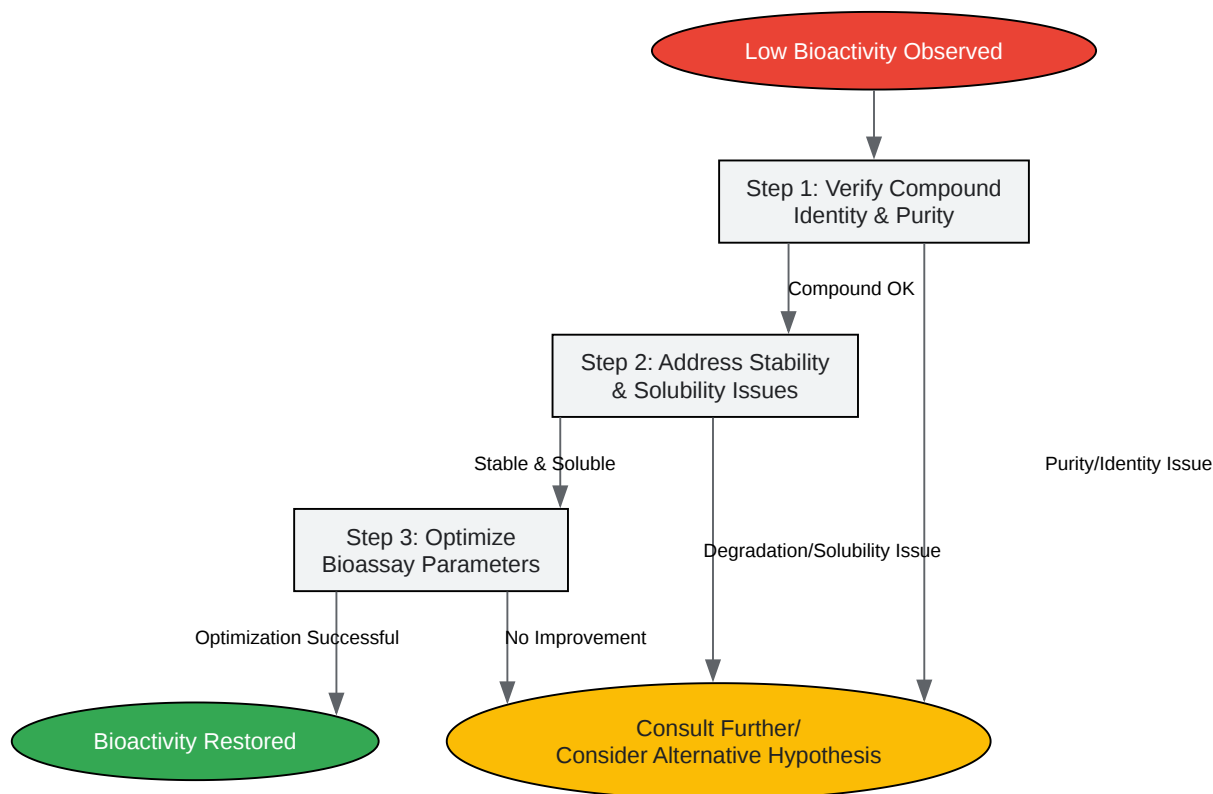 Low Bioactivity Observed
Step 1: Verify Compound
Identity & Purity
Compound OK
Step 2: Address Stability
& Solubility Issues
Stable & Soluble
Purity/Identity Issue
Step 3: Optimize
Bioassay Parameters
Degradation/Solubility Issue
Optimization Successful
No Improvement
Bioactivity Restored
Consult Further/
Consider Alternative Hypothesis